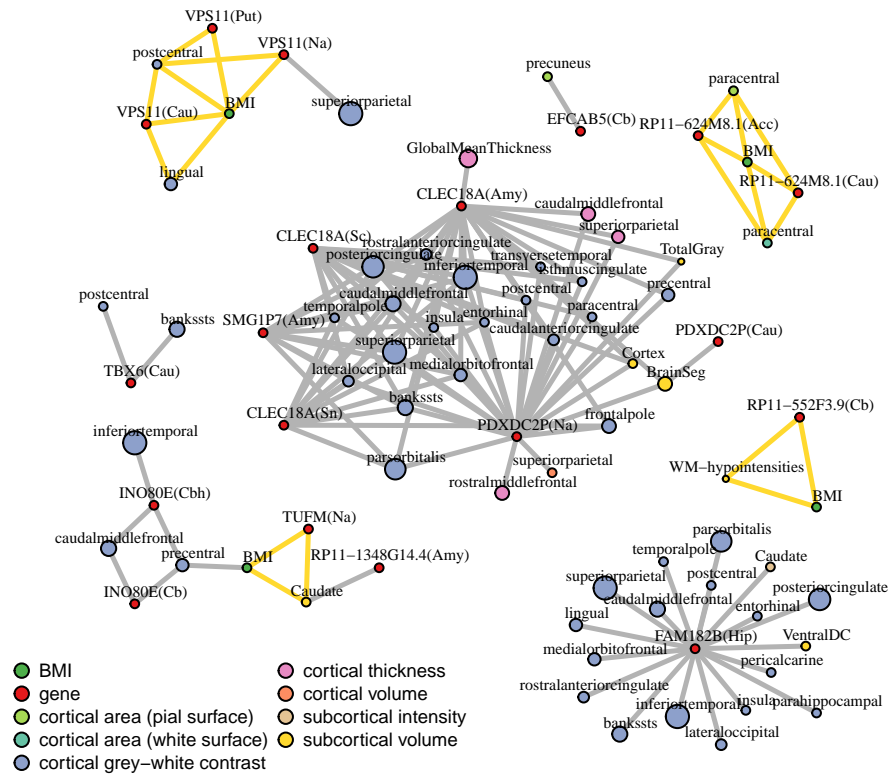 VPS11(Put)
VPS11(Na)
postcentral
BMI
superiorparietal
VPS11(Cau)
lingual
precuneus
EFCAB5(Cb)
paracentral
RP11−624M8.1(Acc)
BMI
RP11−624M8.1(Cau)
paracentral
GlobalMeanThickness
CLEC18A(Amy)
caudalmiddlefrontal
superiorparietal
CLEC18A(Sc)
rostralanteriorcingulate
posteriorcingulate
transversetemporal
TotalGray
inferiortemporal
isthmuscingulate
precentral
postcentral
caudalmiddlefrontal
temporalpole
paracentral
insula
entorhinal
SMG1P7(Amy)
caudalanteriorcingulate
PDXDC2P(Cau)
superiorparietal
Cortex
lateraloccipital
medialorbitofrontal
BrainSeg
bankssts
CLEC18A(Sn)
PDXDC2P(Na)
frontalpole
parsorbitalis
superiorparietal
rostralmiddlefrontal
postcentral
bankssts
TBX6(Cau)
RP11−552F3.9(Cb)
WM−hypointensities
BMI
inferiortemporal
INO80E(Cbh)
caudalmiddlefrontal
precentral
INO80E(Cb)
TUFM(Na)
BMI
RP11−1348G14.4(Amy)
Caudate
parsorbitalis
temporalpole
Caudate
superiorparietal
postcentral
posteriorcingulate
caudalmiddlefrontal
entorhinal
lingual
FAM182B(Hip)
VentralDC
medialorbitofrontal
pericalcarine
rostralanteriorcingulate
inferiortemporal
insula
parahippocampal
bankssts
lateraloccipital
BMI
gene
cortical area (pial surface)
cortical area (white surface)
cortical grey−white contrast
cortical thickness
cortical volume
subcortical intensity
subcortical volume